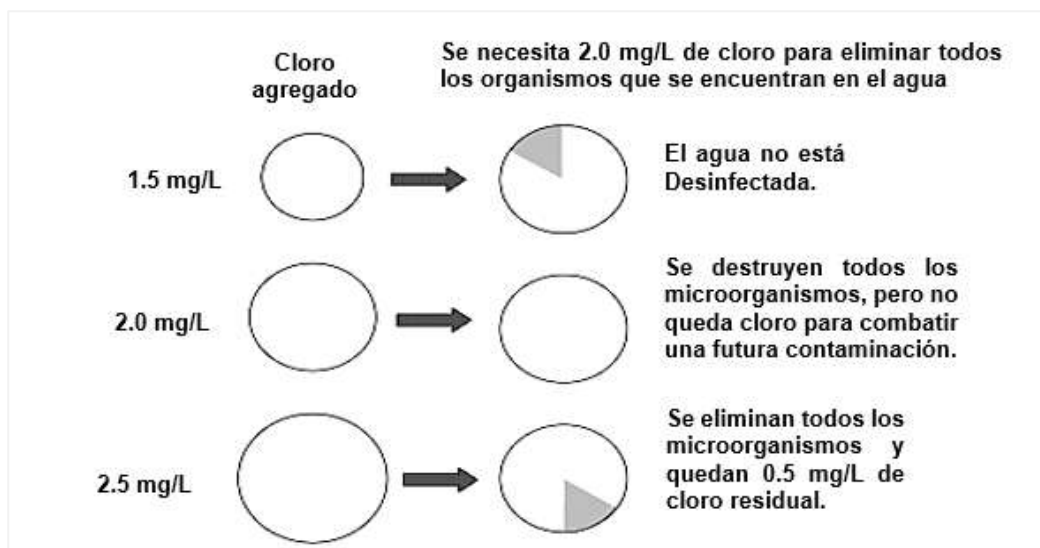 Cloro
agregado
Se necesita 2.0 mg/L de cloro para eliminar todos
los organismos que se encuentran en el agua
1.5 mg/L
El agua no está
Desinfectada.
2.0 mg/L
Se destruyen todos los
microorganismos, pero no
queda cloro para combatir
una futura contaminación.
2.5 mg/L
Se eliminan todos los
microorganismos y
quedan 0.5 mg/L de
cloro residual.